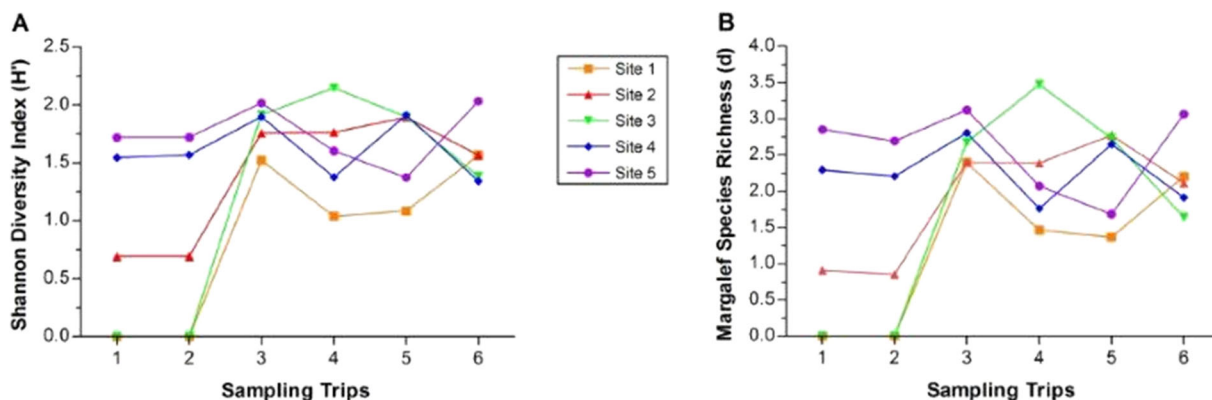 A
Shannon Diversity Index (H')
2.5
2.0
1.5
1.0
0.5
0.0
1 2 3 4 5 6
Sampling Trips
Site 1
Site 2
Site 3
Site 4
Site 5
B
Margalef Species Richness (d)
4.0
3.5
3.0
2.5
2.0
1.5
1.0
0.5
0.0
1 2 3 4 5 6
Sampling Trips